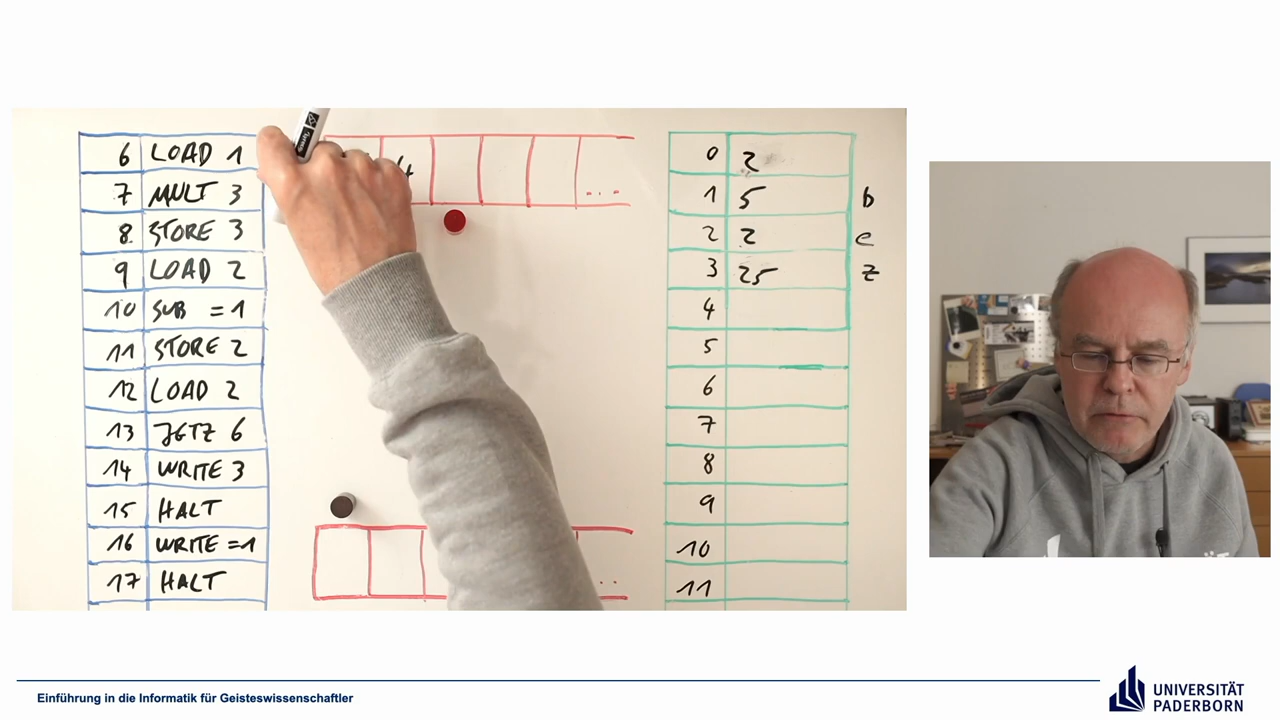 6 LOAD 1
7 MULT 3
8. STORE 3
9 LOAD 2
10 SUB =1
11 STORE 2
12 LOAD 2
13 JGTZ 6
14 WRITE 3
15 HALT
16 WRITE =1
17 HALT
4
...
0 2
1 5 b
2 2 e
3 25 z
4
5
6
7
8
9
10
11
Einführung in die Informatik für Geisteswissenschaftler
UNIVERSITÄT
PADERBORN